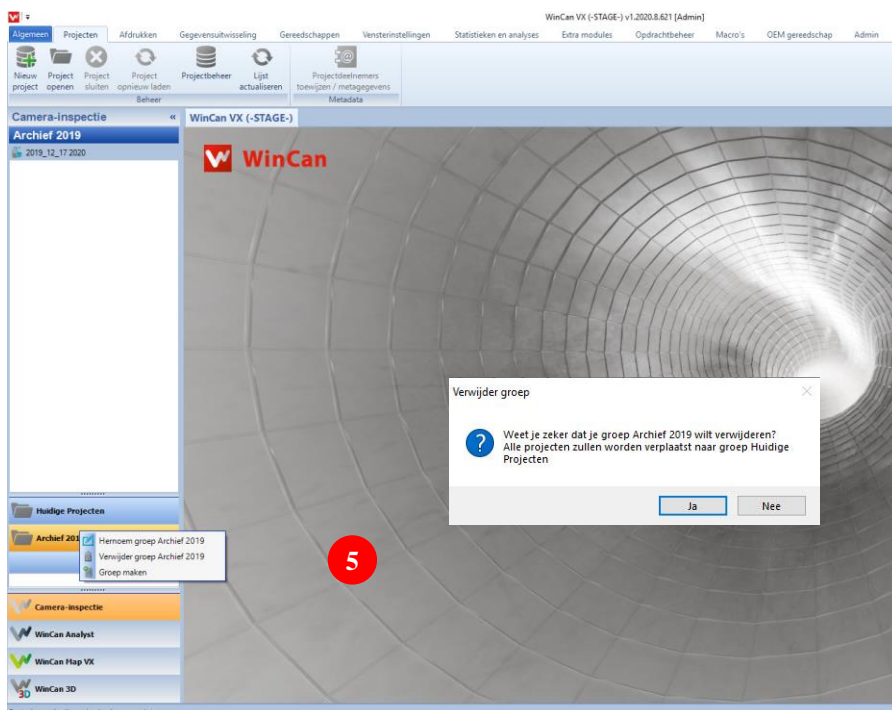 WinCan VX (-STAGE-) v1.2020.8.621 [Admin]
Algemeen Projecten Afdrukken Gegevensuitwisseling Gereedschappen Vensterinstellingen Statistieken en analyses Extra modules Opdrachtbeheer Macro's OEM gereedschap Admin
Nieuw project
Project openen
Project sluiten
Project opnieuw laden
Projectbeheer
Lijst actualiseren
Projectdeelnemers toewijzen / metagegevens
Beheer
Metadata
Camera-inspectie «
WinCan VX (-STAGE-)
Archief 2019
2019_12_17 2020
WinCan
Verwijder groep
Weet je zeker dat je groep Archief 2019 wilt verwijderen?
Alle projecten zullen worden verplaatst naar groep Huidige
Projecten
Ja
Nee
Huidige Projecten
Archief 201
Hernoem groep Archief 2019
Verwijder groep Archief 2019
Groep maken
5
Camera-inspectie
WinCan Analyst
WinCan Map VX
3D
WinCan 3D